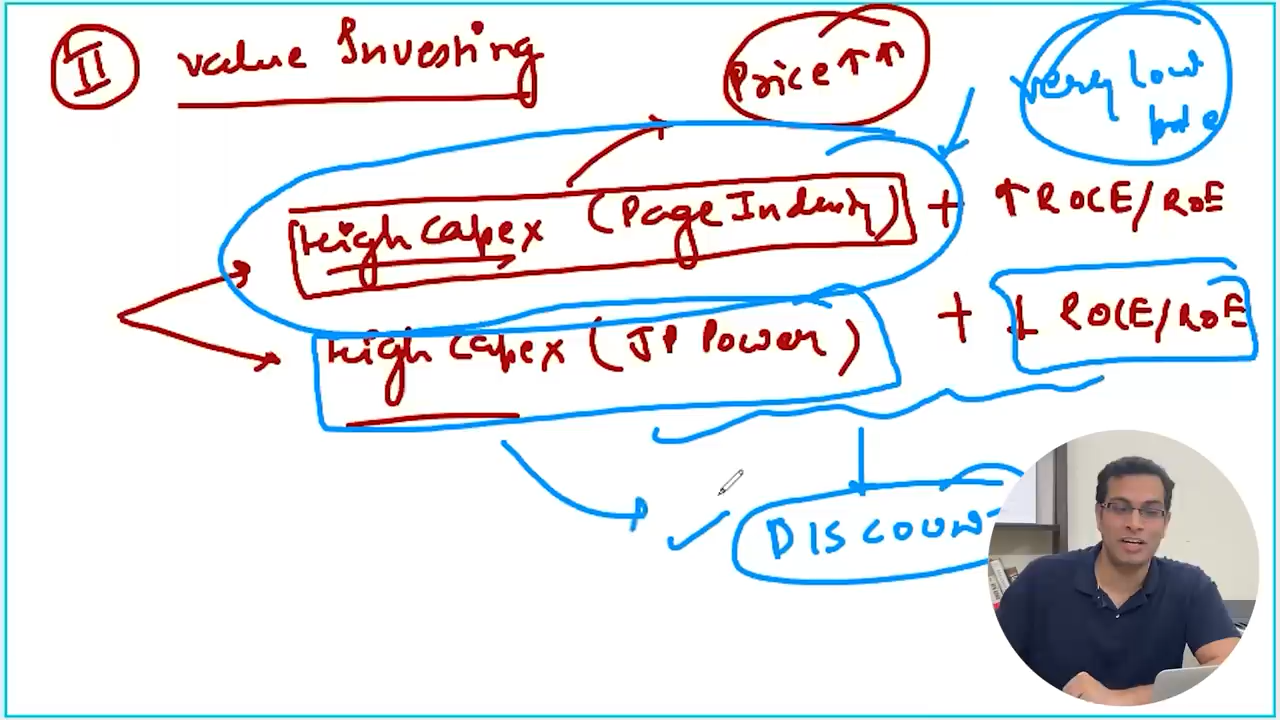 II value Investing
Price ↑↑
very low
High Capex (Page Industry) + ↑ ROCE/ROE
High Capex (JP Power) + ↓ ROCE/ROE
DISCOUNT